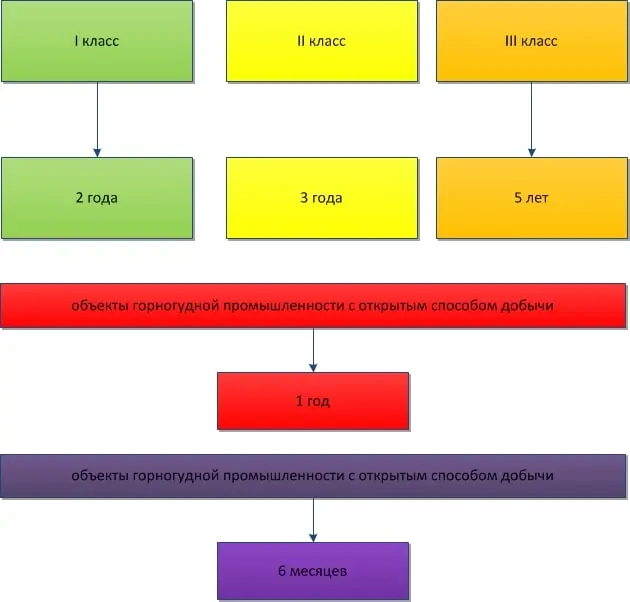 I класс
II класс
III класс
2 года
3 года
5 лет
объекты горногудной промышленности с открытым способом добычи
1 год
объекты горногудной промышленности с открытым способом добычи
6 месяцев